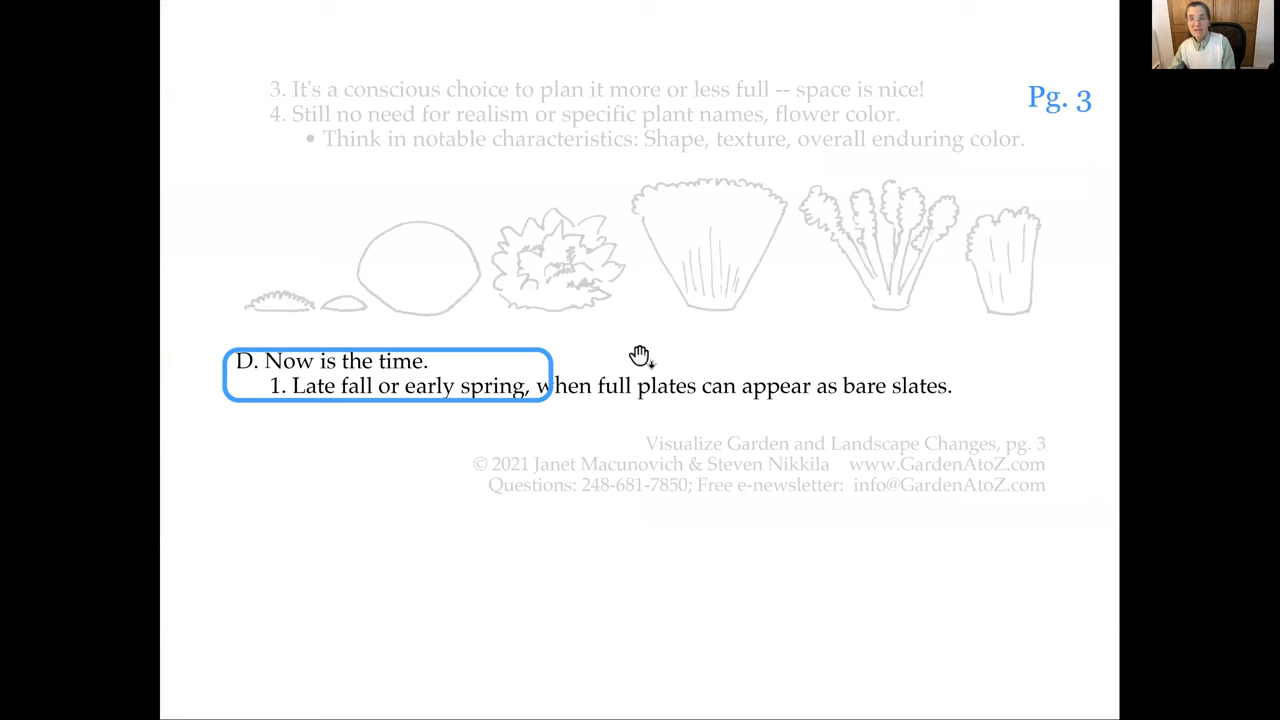 3. It's a conscious choice to plan it more or less full -- space is nice!
Pg. 3
4. Still no need for realism or specific plant names, flower color.
• Think in notable characteristics: Shape, texture, overall enduring color.
D. Now is the time.
1. Late fall or early spring, when full plates can appear as bare slates.
Visualize Garden and Landscape Changes, pg. 3
© 2021 Janet Macunovich & Steven Nikkila www.GardenAtoZ.com
Questions: 248-681-7850; Free e-newsletter: info@GardenAtoZ.com